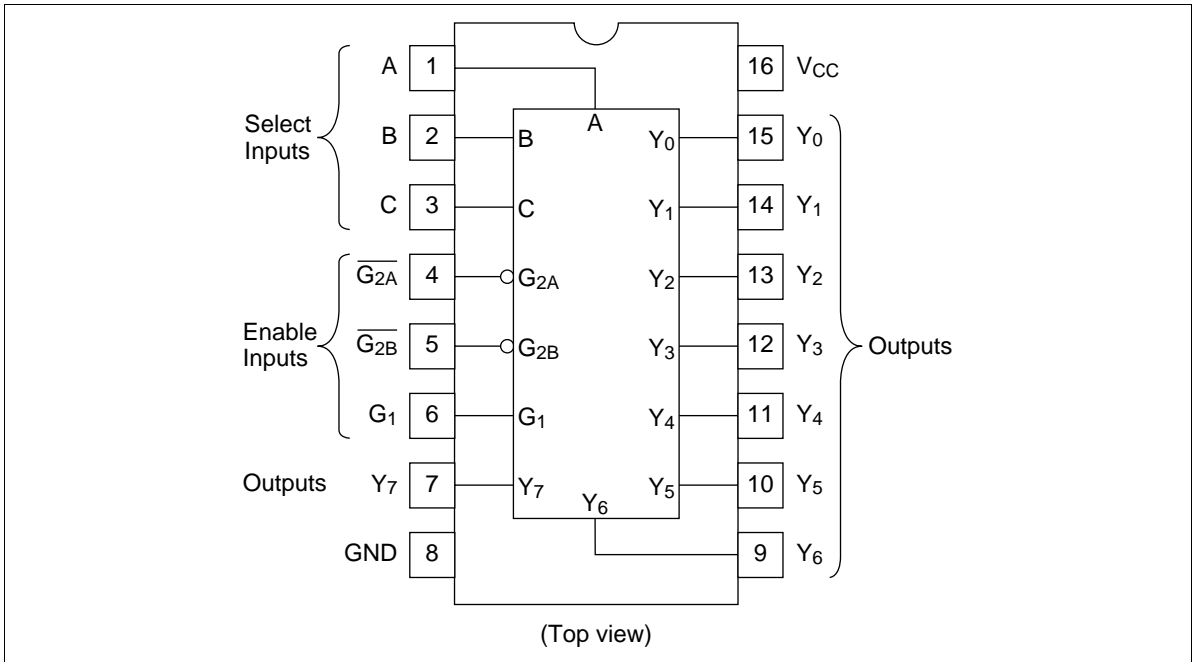 A 1 16 VCC
Select Inputs
B 2 B A Y0 15 Y0
C 3 C Y1 14 Y1
G2A 4 G2A Y2 13 Y2
Enable Inputs
G2B 5 G2B Y3 12 Y3
Outputs
G1 6 G1 Y4 11 Y4
Outputs Y7 7 Y7 Y6 Y5 10 Y5
GND 8 9 Y6
(Top view)